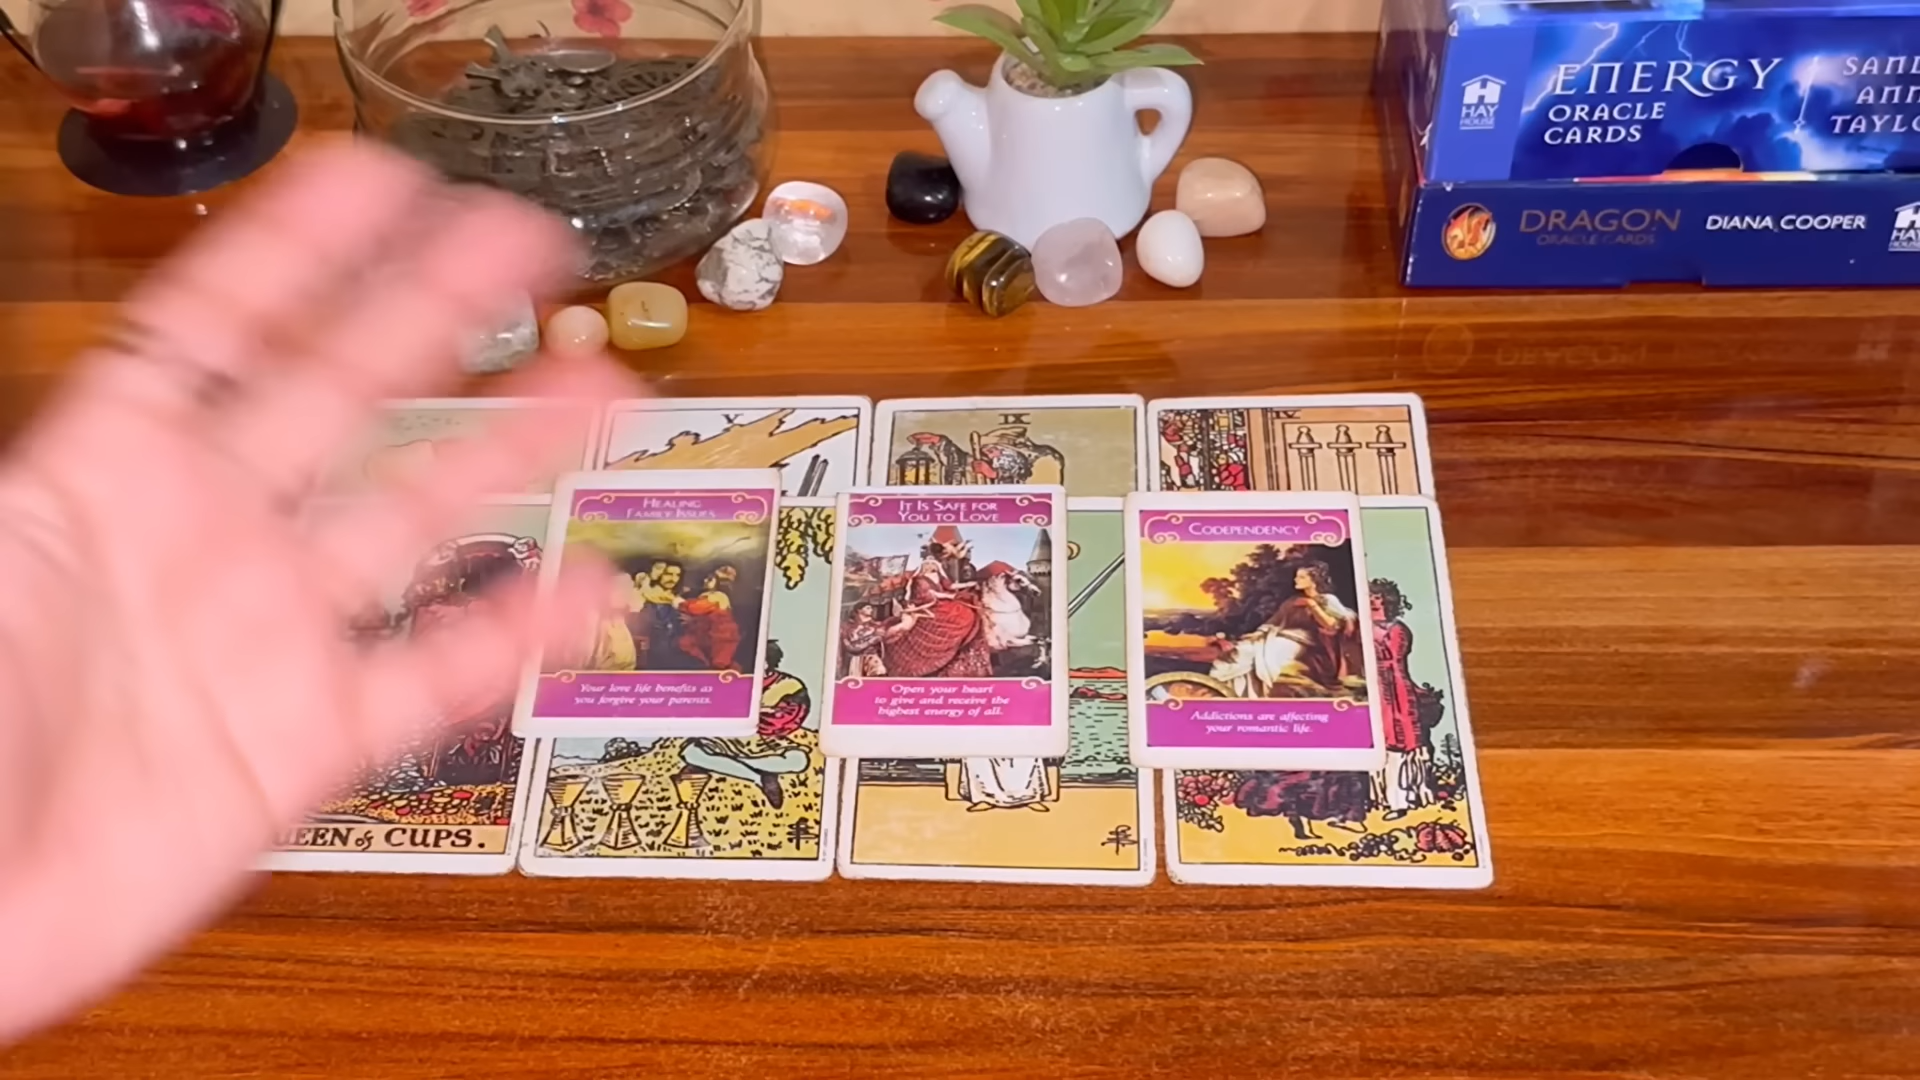 ENERGY
ORACLE
CARDS
HAY
HOUSE
DRAGON
ORACLE CARDS
DIANA COOPER
V
IX
IV
HEALING
FAMILY ISSUES
Your love life benefits as
you forgive your parents.
IT IS SAFE FOR
YOU TO LOVE
Open your heart
to give and receive the
highest energy of all.
CODEPENDENCY
Addictions are affecting
your romantic life.
CUPS.